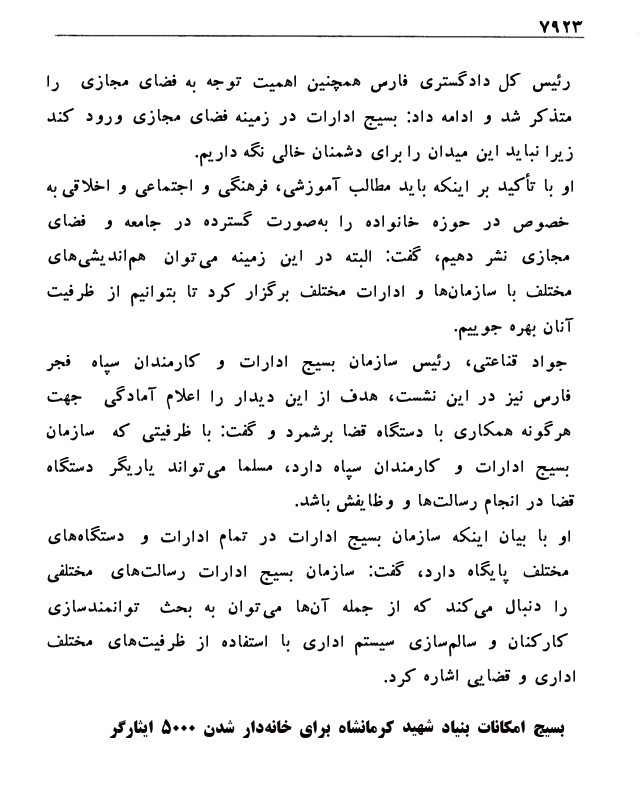 ۷۹۲۳
رئیس کل دادگستری فارس همچنین اهمیت توجه به فضای مجازی را
متذکر شد و ادامه داد: بسیج ادارات در زمینه فضای مجازی ورود کند
زیرا نباید این میدان را برای دشمنان خالی نگه داریم.
او با تأکید بر اینکه باید مطالب آموزشی، فرهنگی و اجتماعی و اخلاقی به
خصوص در حوزه خانواده را به‌صورت گسترده در جامعه و فضای
مجازی نشر دهیم، گفت: البته در این زمینه می‌توان هم‌اندیشی‌های
مختلف با سازمان‌ها و ادارات مختلف برگزار کرد تا بتوانیم از ظرفیت
آنان بهره جوییم.
جواد قناعتی، رئیس سازمان بسیج ادارات و کارمندان سپاه فجر
فارس نیز در این نشست، هدف از این دیدار را اعلام آمادگی جهت
هرگونه همکاری با دستگاه قضا برشمرد و گفت: با ظرفیتی که سازمان
بسیج ادارات و کارمندان سپاه دارد، مسلما می‌تواند یاریگر دستگاه
قضا در انجام رسالت‌ها و وظایفش باشد.
او با بیان اینکه سازمان بسیج ادارات در تمام ادارات و دستگاه‌های
مختلف پایگاه دارد، گفت: سازمان بسیج ادارات رسالت‌های مختلفی
را دنبال می‌کند که از جمله آن‌ها می‌توان به بحث توانمندسازی
کارکنان و سالم‌سازی سیستم اداری با استفاده از ظرفیت‌های مختلف
اداری و قضایی اشاره کرد.
بسیج امکانات بنیاد شهید کرمانشاه برای خانه‌دار شدن ۵۰۰۰ ایثارگر